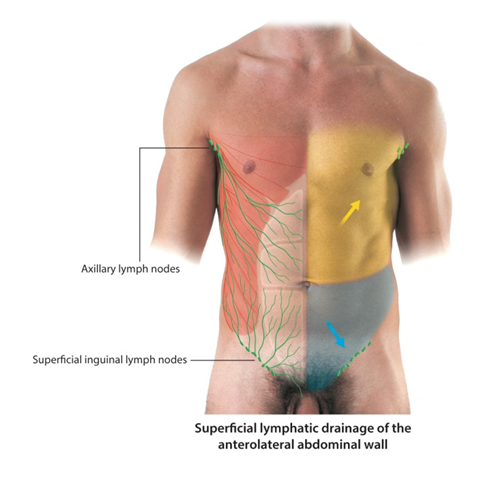 Axillary lymph nodes
Superficial inguinal lymph nodes
Superficial lymphatic drainage of the
anterolateral abdominal wall